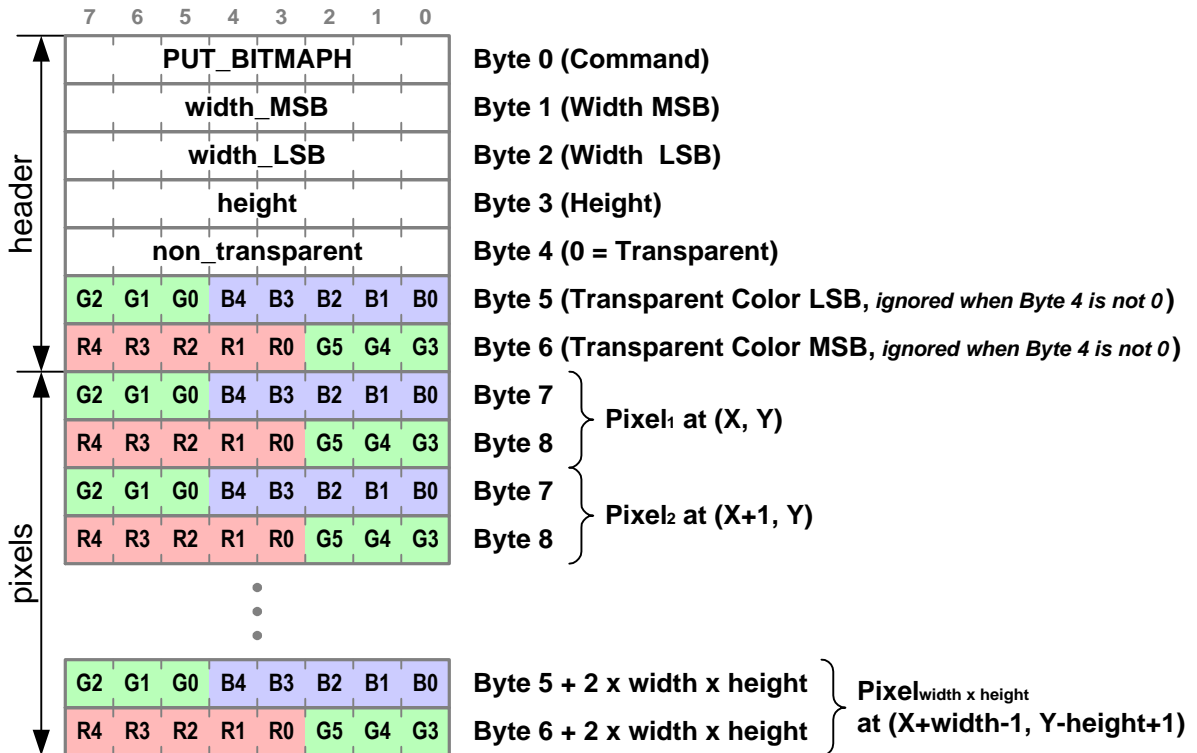 7 6 5 4 3 2 1 0
PUT_BITMAPH Byte 0 (Command)
width_MSB Byte 1 (Width MSB)
width_LSB Byte 2 (Width LSB)
height Byte 3 (Height)
non_transparent Byte 4 (0 = Transparent)
header
G2 G1 G0 B4 B3 B2 B1 B0 Byte 5 (Transparent Color LSB, ignored when Byte 4 is not 0)
R4 R3 R2 R1 R0 G5 G4 G3 Byte 6 (Transparent Color MSB, ignored when Byte 4 is not 0)
G2 G1 G0 B4 B3 B2 B1 B0 Byte 7
Pixel1 at (X, Y)
R4 R3 R2 R1 R0 G5 G4 G3 Byte 8
G2 G1 G0 B4 B3 B2 B1 B0 Byte 7
Pixel2 at (X+1, Y)
R4 R3 R2 R1 R0 G5 G4 G3 Byte 8
pixels
G2 G1 G0 B4 B3 B2 B1 B0 Byte 5 + 2 x width x height
Pixelwidth x height
R4 R3 R2 R1 R0 G5 G4 G3 Byte 6 + 2 x width x height
at (X+width-1, Y-height+1)